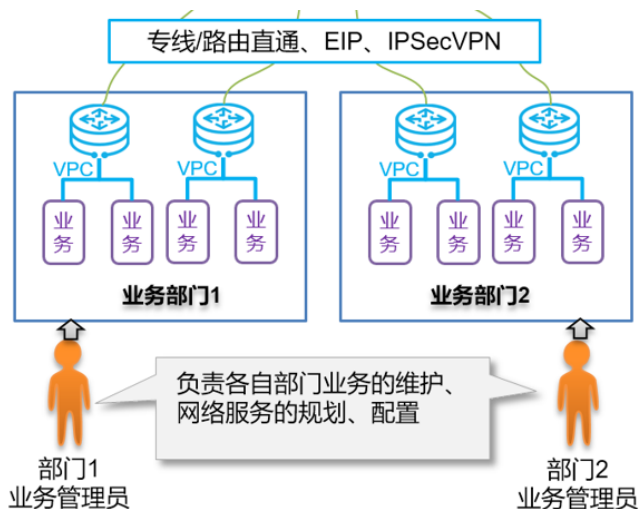 专线/路由直通、EIP、IPSecVPN
VPC
VPC
VPC
VPC
业务
业务
业务
业务
业务
业务
业务
业务
业务部门1
业务部门2
负责各自部门业务的维护、
网络服务的规划、配置
部门1
业务管理员
部门2
业务管理员